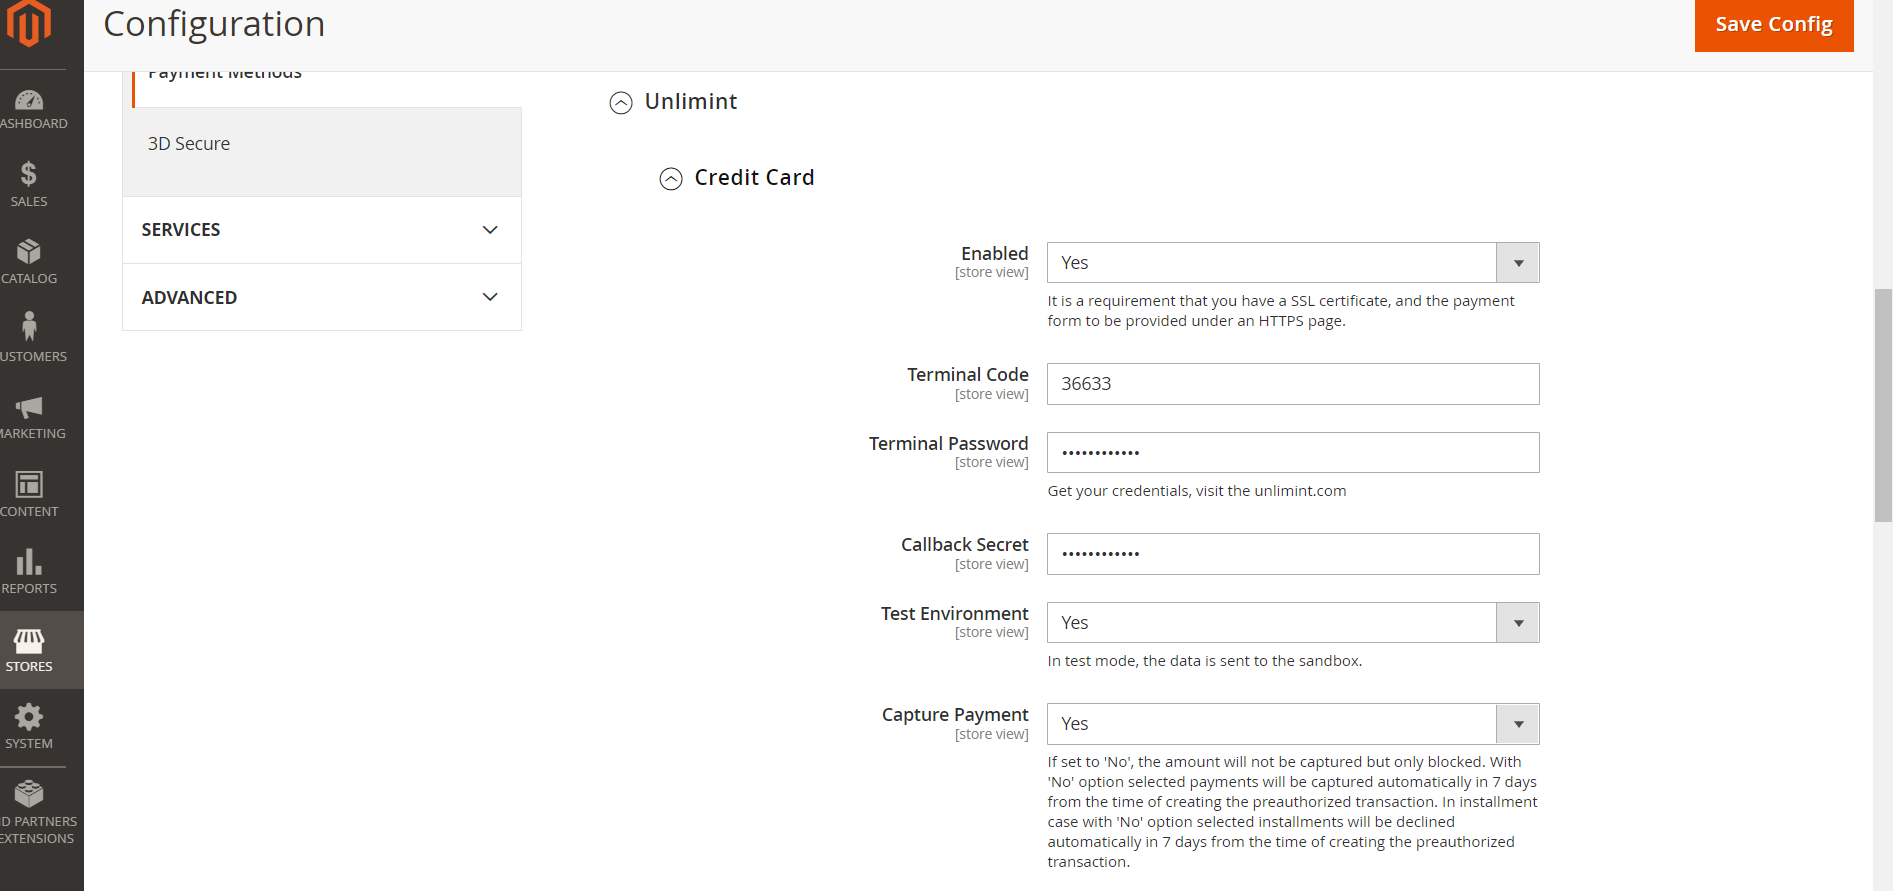 Configuration
Save Config
ASHBOARD
SALES
CATALOG
USTOMERS
MARKETING
CONTENT
REPORTS
STORES
SYSTEM
D PARTNERS
EXTENSIONS
Payment Methods
3D Secure
SERVICES
ADVANCED
Unlimint
Credit Card
Enabled
[store view]
Yes
It is a requirement that you have a SSL certificate, and the payment
form to be provided under an HTTPS page.
Terminal Code
[store view]
36633
Terminal Password
[store view]
••••••••••••
Get your credentials, visit the unlimint.com
Callback Secret
[store view]
••••••••••••
Test Environment
[store view]
Yes
In test mode, the data is sent to the sandbox.
Capture Payment
[store view]
Yes
If set to 'No', the amount will not be captured but only blocked. With
'No' option selected payments will be captured automatically in 7 days
from the time of creating the preauthorized transaction. In installment
case with 'No' option selected installments will be declined
automatically in 7 days from the time of creating the preauthorized
transaction.